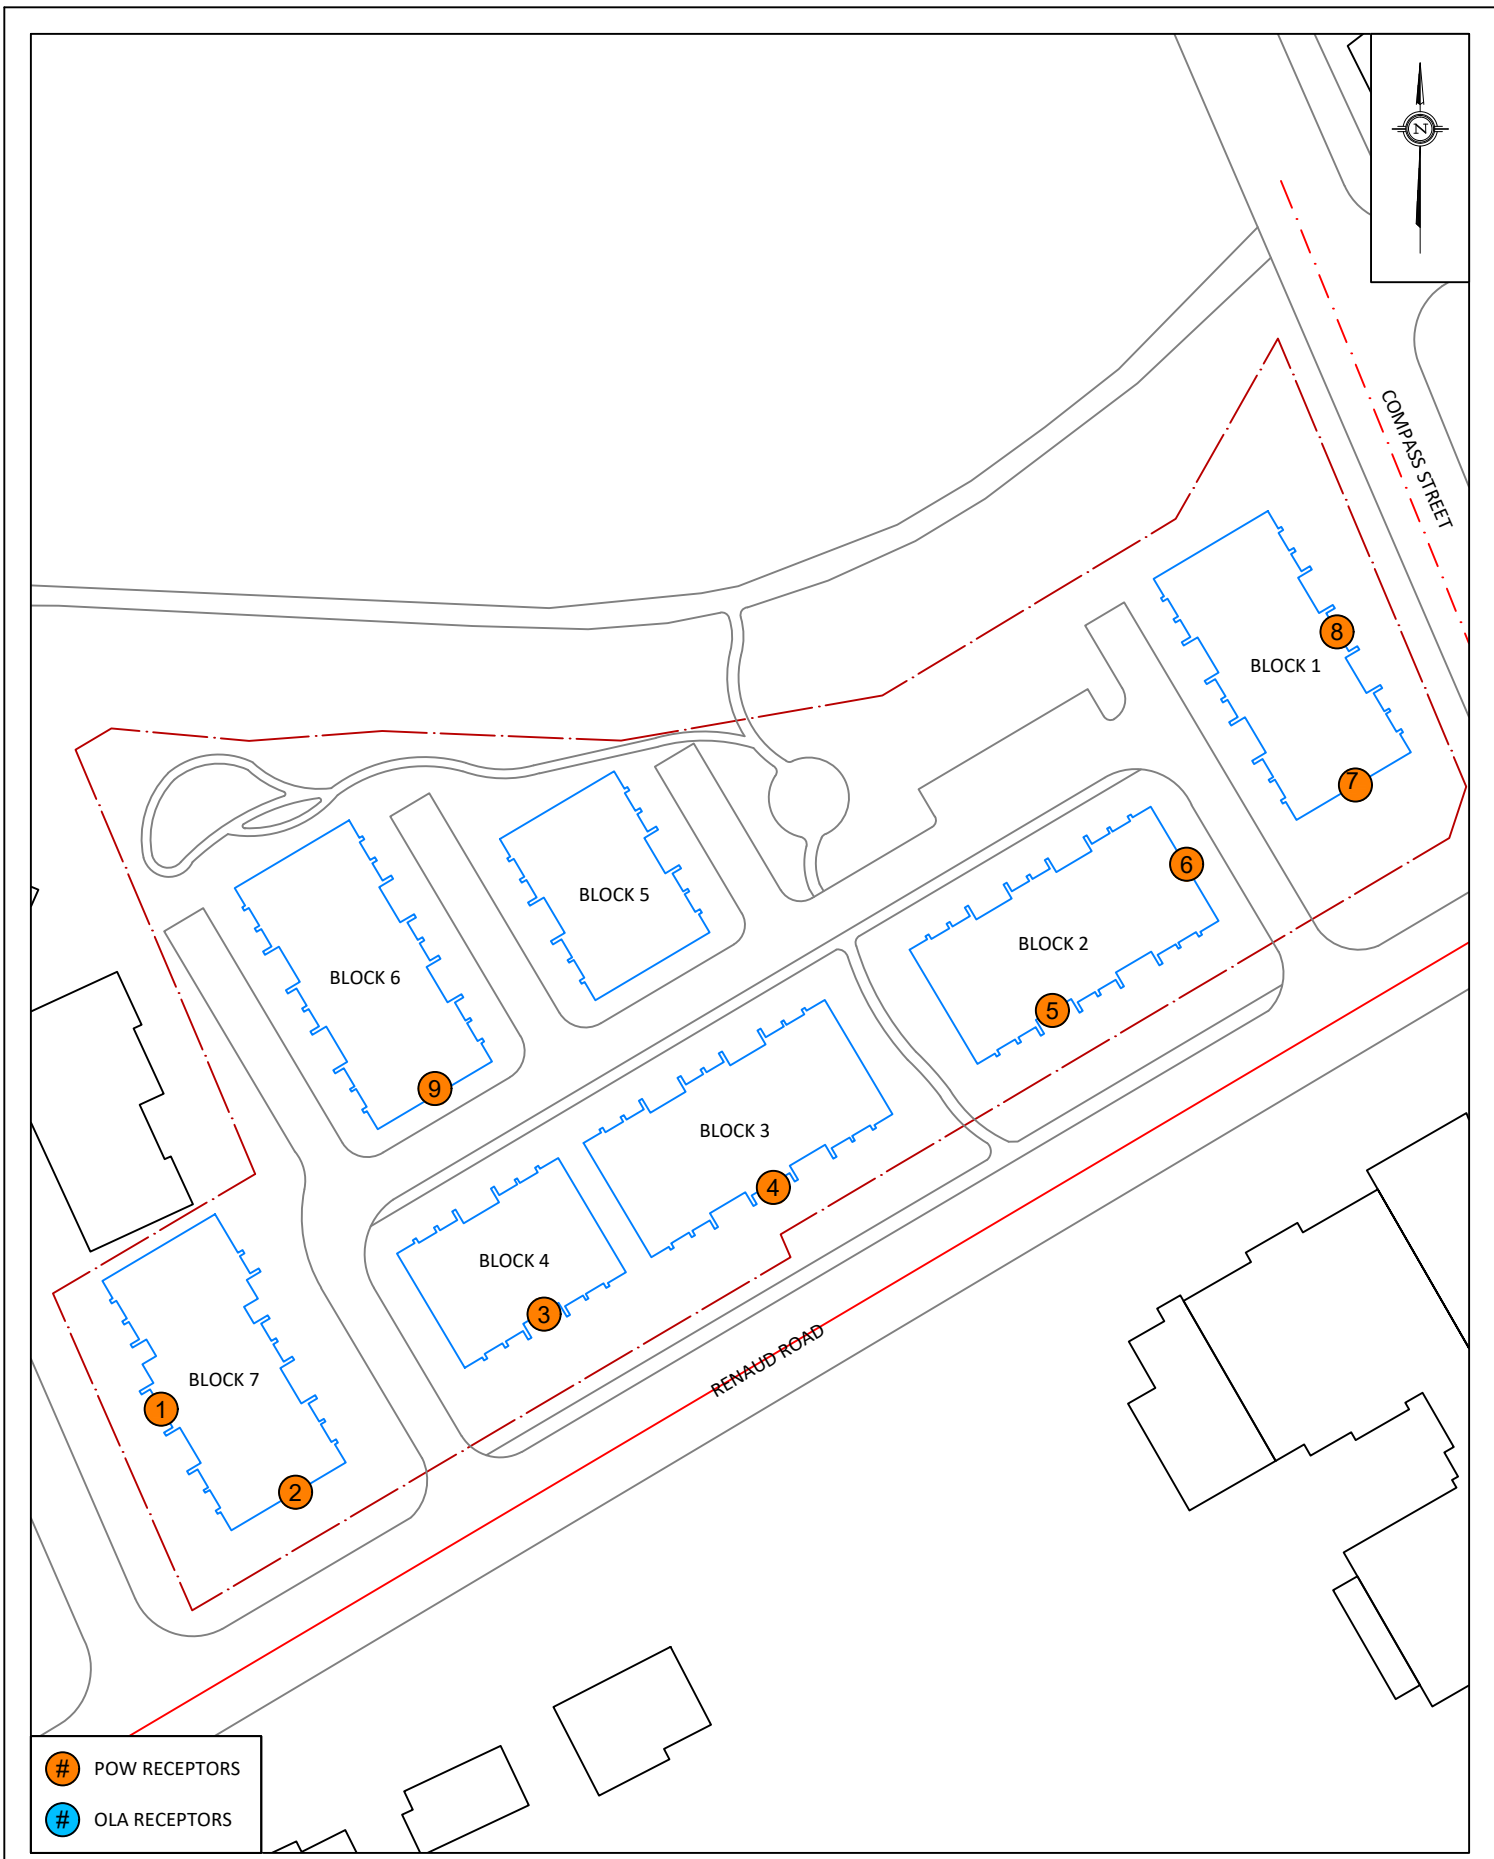 N
COMPASS STREET
8
BLOCK 1
7
6
BLOCK 5
BLOCK 2
BLOCK 6
5
9
BLOCK 3
4
BLOCK 4
3
RENAUD ROAD
BLOCK 7
1
2
# POW RECEPTORS
# OLA RECEPTORS